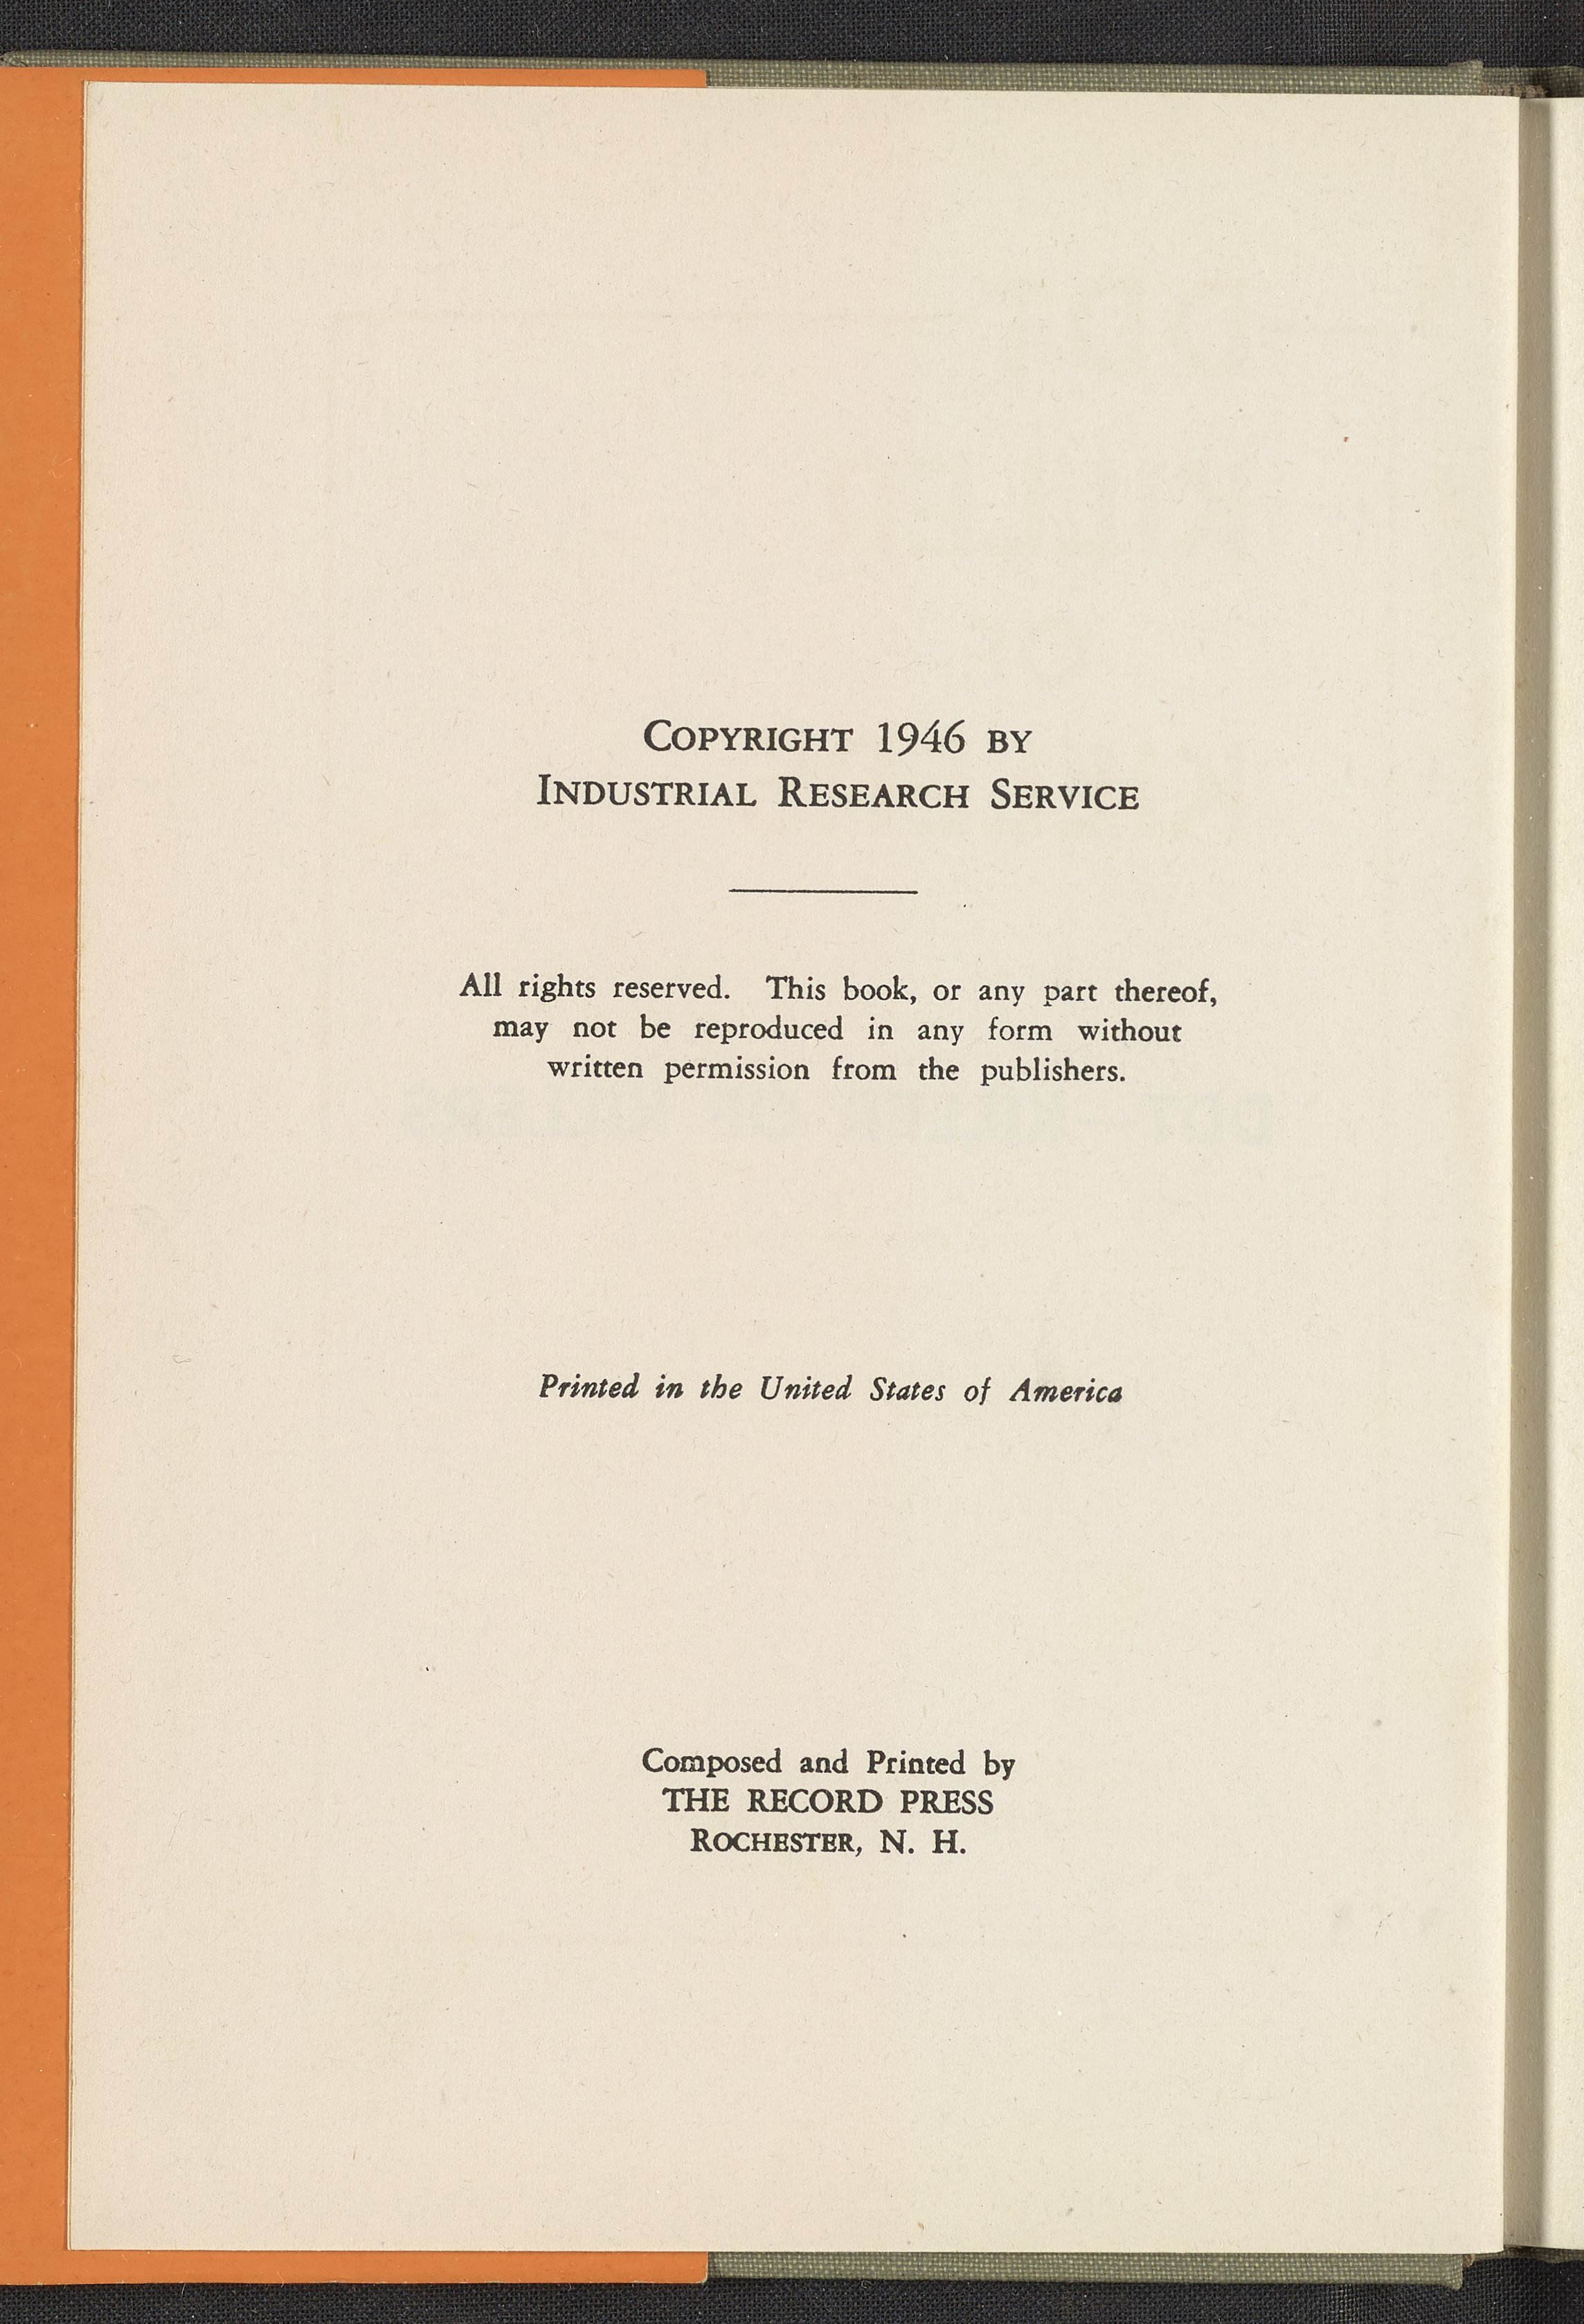 COPYRIGHT 1946 BY
INDUSTRIAL RESEARCH SERVICE
All rights reserved. This book, or any part thereof,
may not be reproduced in any form without
written permission from the publishers.
Printed in the United States of America
Composed and Printed by
THE RECORD PRESS
ROCHESTER, N. H.